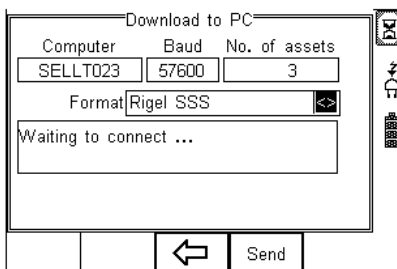 Download to PC
Computer Baud No. of assets
SELLT023 57600 3
Format Rigel SSS <>
Waiting to connect ...
Send